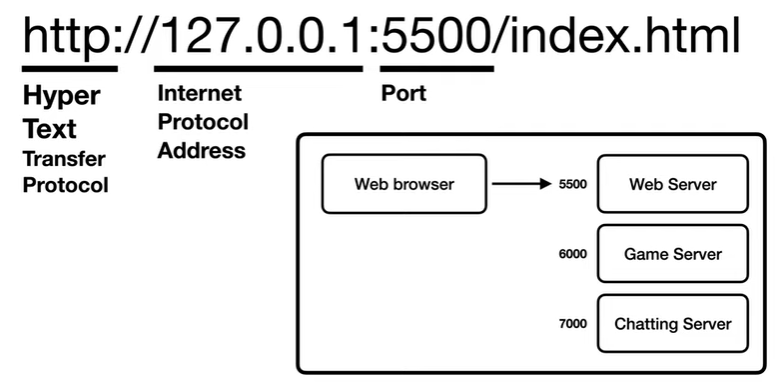 http://127.0.0.1:5500/index.html
Hyper
Text
Transfer
Protocol
Internet
Protocol
Address
Port
Web browser
5500
Web Server
6000
Game Server
7000
Chatting Server